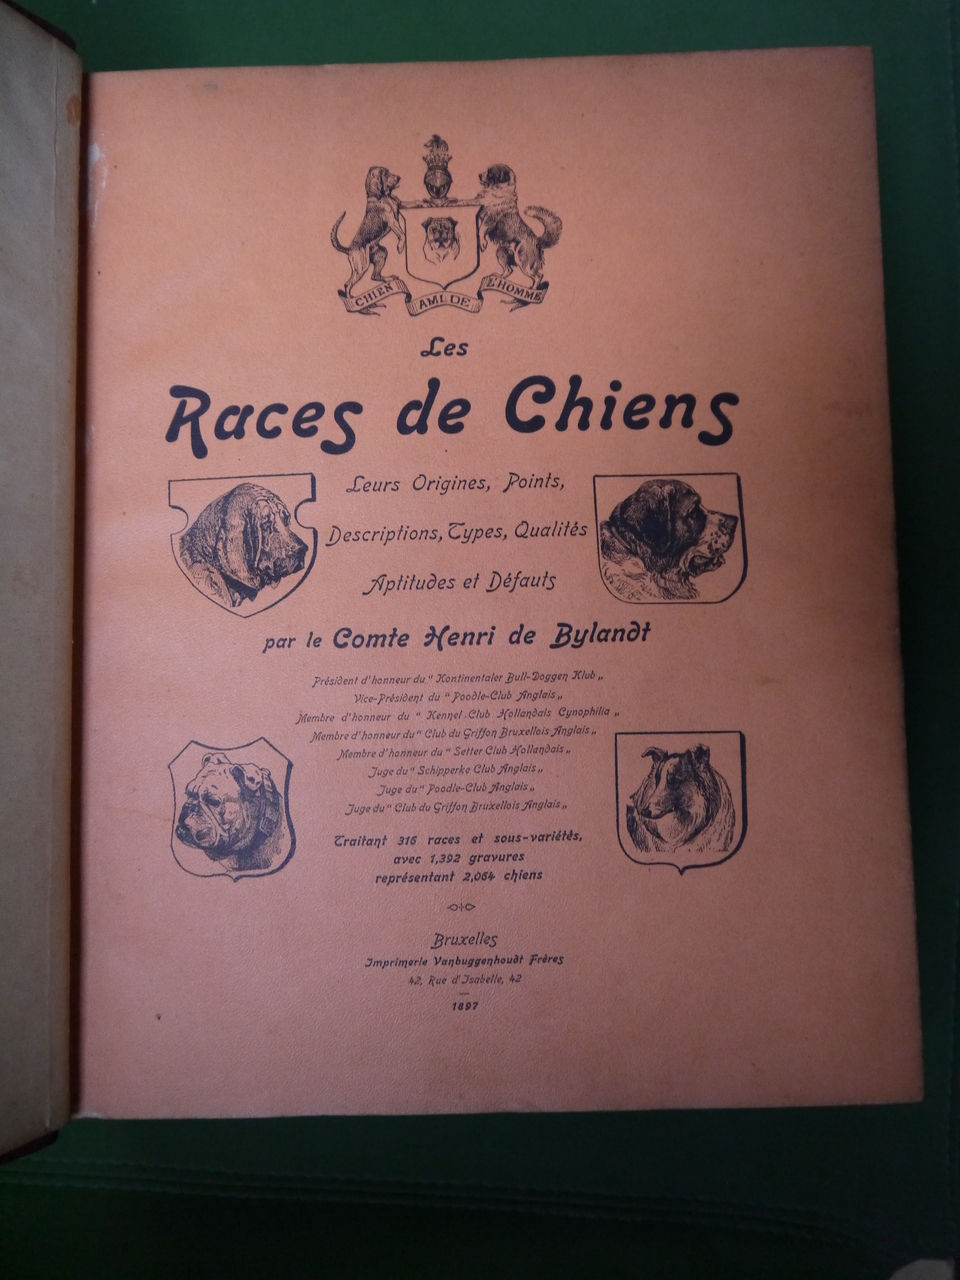 CHIEN AMI DE L'HOMME
Les
Races de Chiens
Leurs Origines, Points,
Descriptions, Types, Qualités
Aptitudes et Défauts
par le Comte Henri de Bylandt
Président d'honneur du “ Kontinentaler Bull-Doggen Klub „
Vice-Président du “ Poodle-Club Anglais „
Membre d'honneur du “ Kennel Club Hollandais Cynophilia „
Membre d'honneur du “ Club du Griffon Bruxellois Anglais „
Membre d'honneur du “ Setter Club Hollandais „
Juge du “ Schipperke Club Anglais „
Juge du “ Poodle-Club Anglais „
Juge du “ Club du Griffon Bruxellois Anglais „
Traitant 316 races et sous-variétés,
avec 1,392 gravures
représentant 2,064 chiens
Bruxelles
Imprimerie Vanbuggenhoudt Frères
42, Rue d'Isabelle, 42
1897